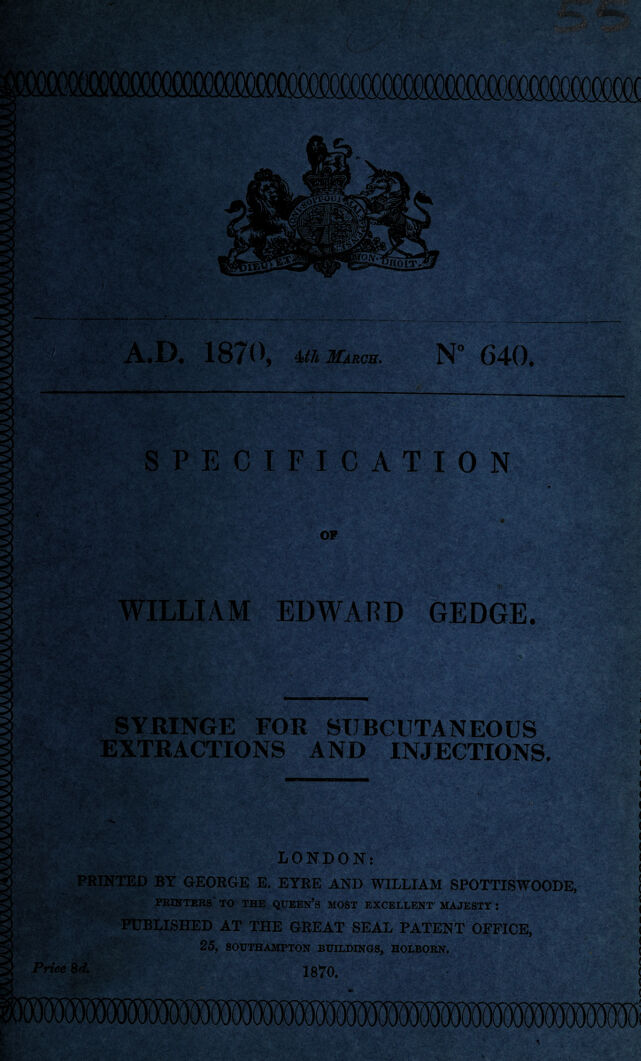 55
DIEU ET MON DROIT.
A.D. 1870, 4th MARCH. N° 640.
SPECIFICATION
OF
WILLIAM EDWARD GEDGE.
SYRINGE FOR SUBCUTANEOUS
EXTRACTIONS AND INJECTIONS.
LONDON:
PRINTED BY GEORGE E. EYRE AND WILLIAM SPOTTISWOODE,
PRINTERS TO THE QUEEN'S MOST EXCELLENT MAJESTY:
PUBLISHED AT THE GREAT SEAL PATENT OFFICE,
25, SOUTHAMPTON BUILDINGS, HOLBORN.
Price 8d.
1870.